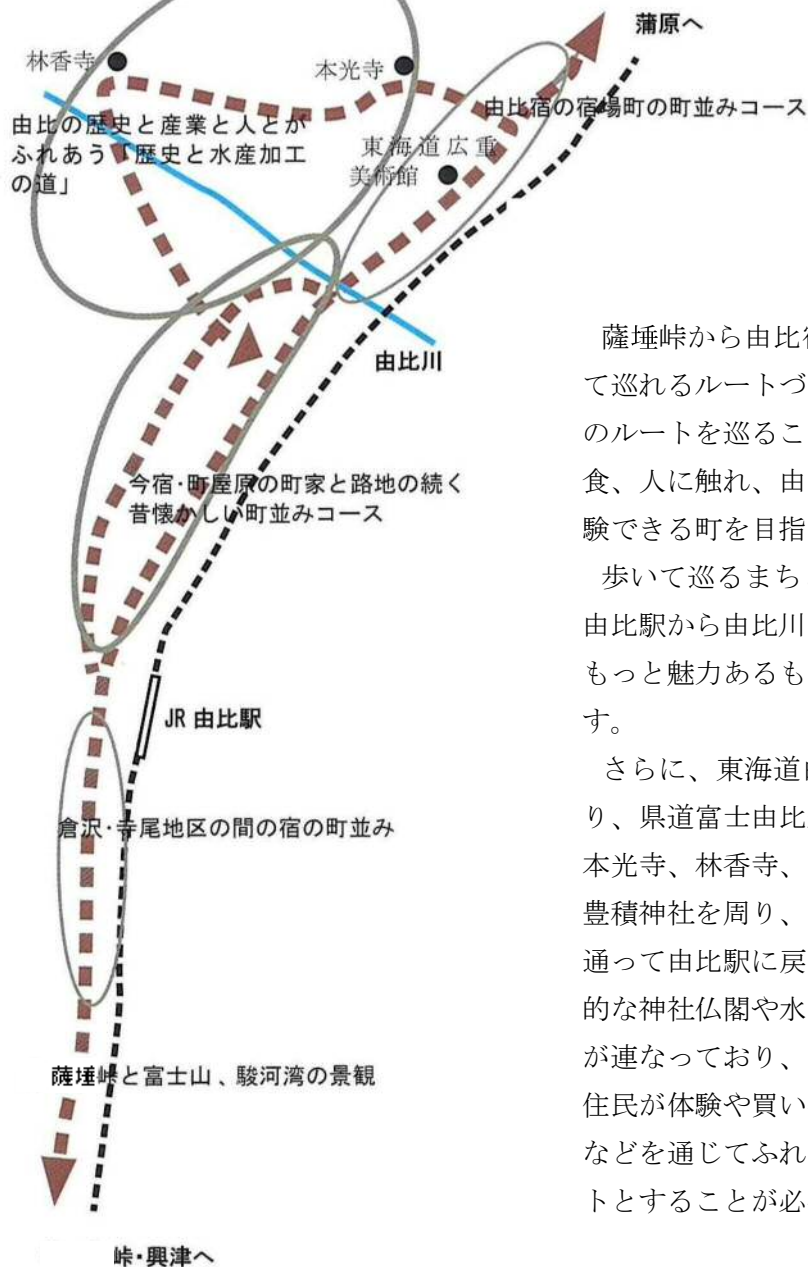 蒲原へ
林香寺
本光寺
由比宿の宿場町の町並みコース
由比の歴史と産業と人とが
ふれあう「歴史と水産加工
の道」
東海道広重
美術館
由比川
今宿・町屋原の町家と路地の続く
昔懐かしい町並みコース
JR 由比駅
倉沢・寺尾地区の間の宿の町並み
薩埵峠と富士山、駿河湾の景観
峠・興津へ
薩埵峠から由比
て巡れるルートづ
のルートを巡るこ
食、人に触れ、由
験できる町を目指
歩いて巡るまち
由比駅から由比川
もっと魅力あるも
す。
さらに、東海道
り、県道富士由比
本光寺、林香寺、
豊積神社を周り、
通って由比駅に戻
的な神社仏閣や水
が連なっており、
住民が体験や買い
などを通じてふれ
トとすることが必